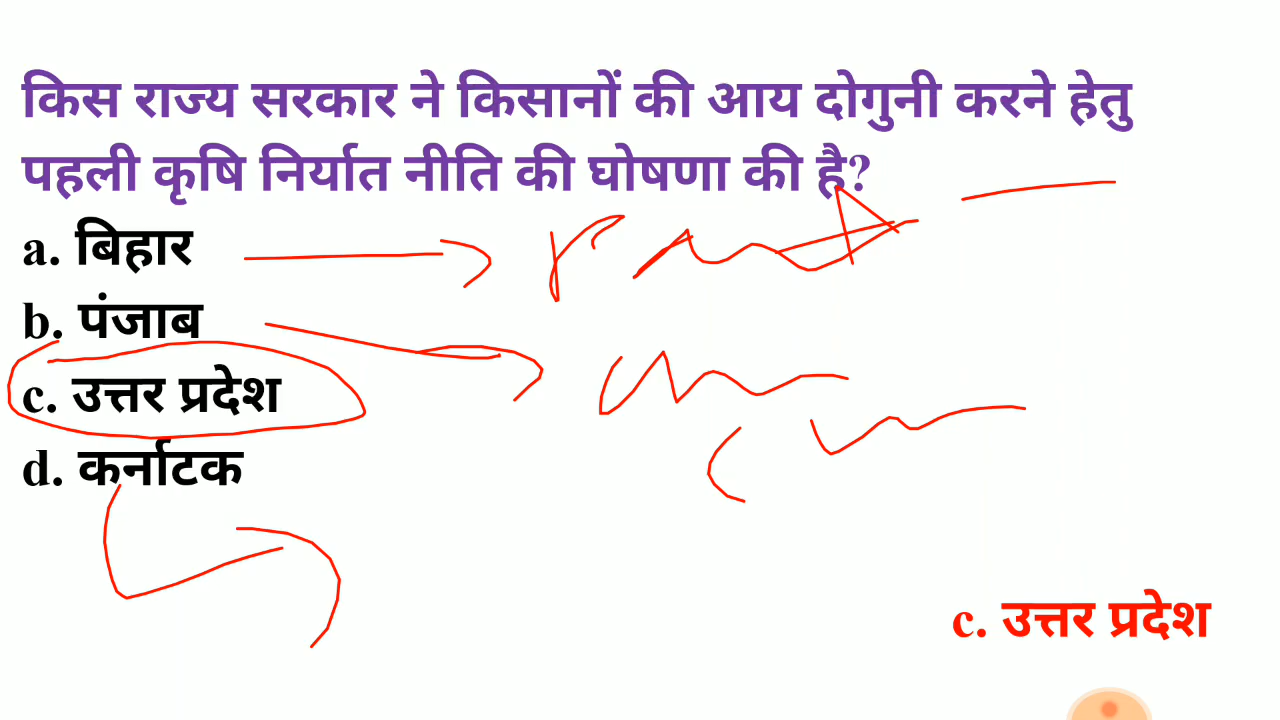 किस राज्य सरकार ने किसानों की आय दोगुनी करने हेतु
पहली कृषि निर्यात नीति की घोषणा की है?
a. बिहार
b. पंजाब
c. उत्तर प्रदेश
d. कर्नाटक
c. उत्तर प्रदेश